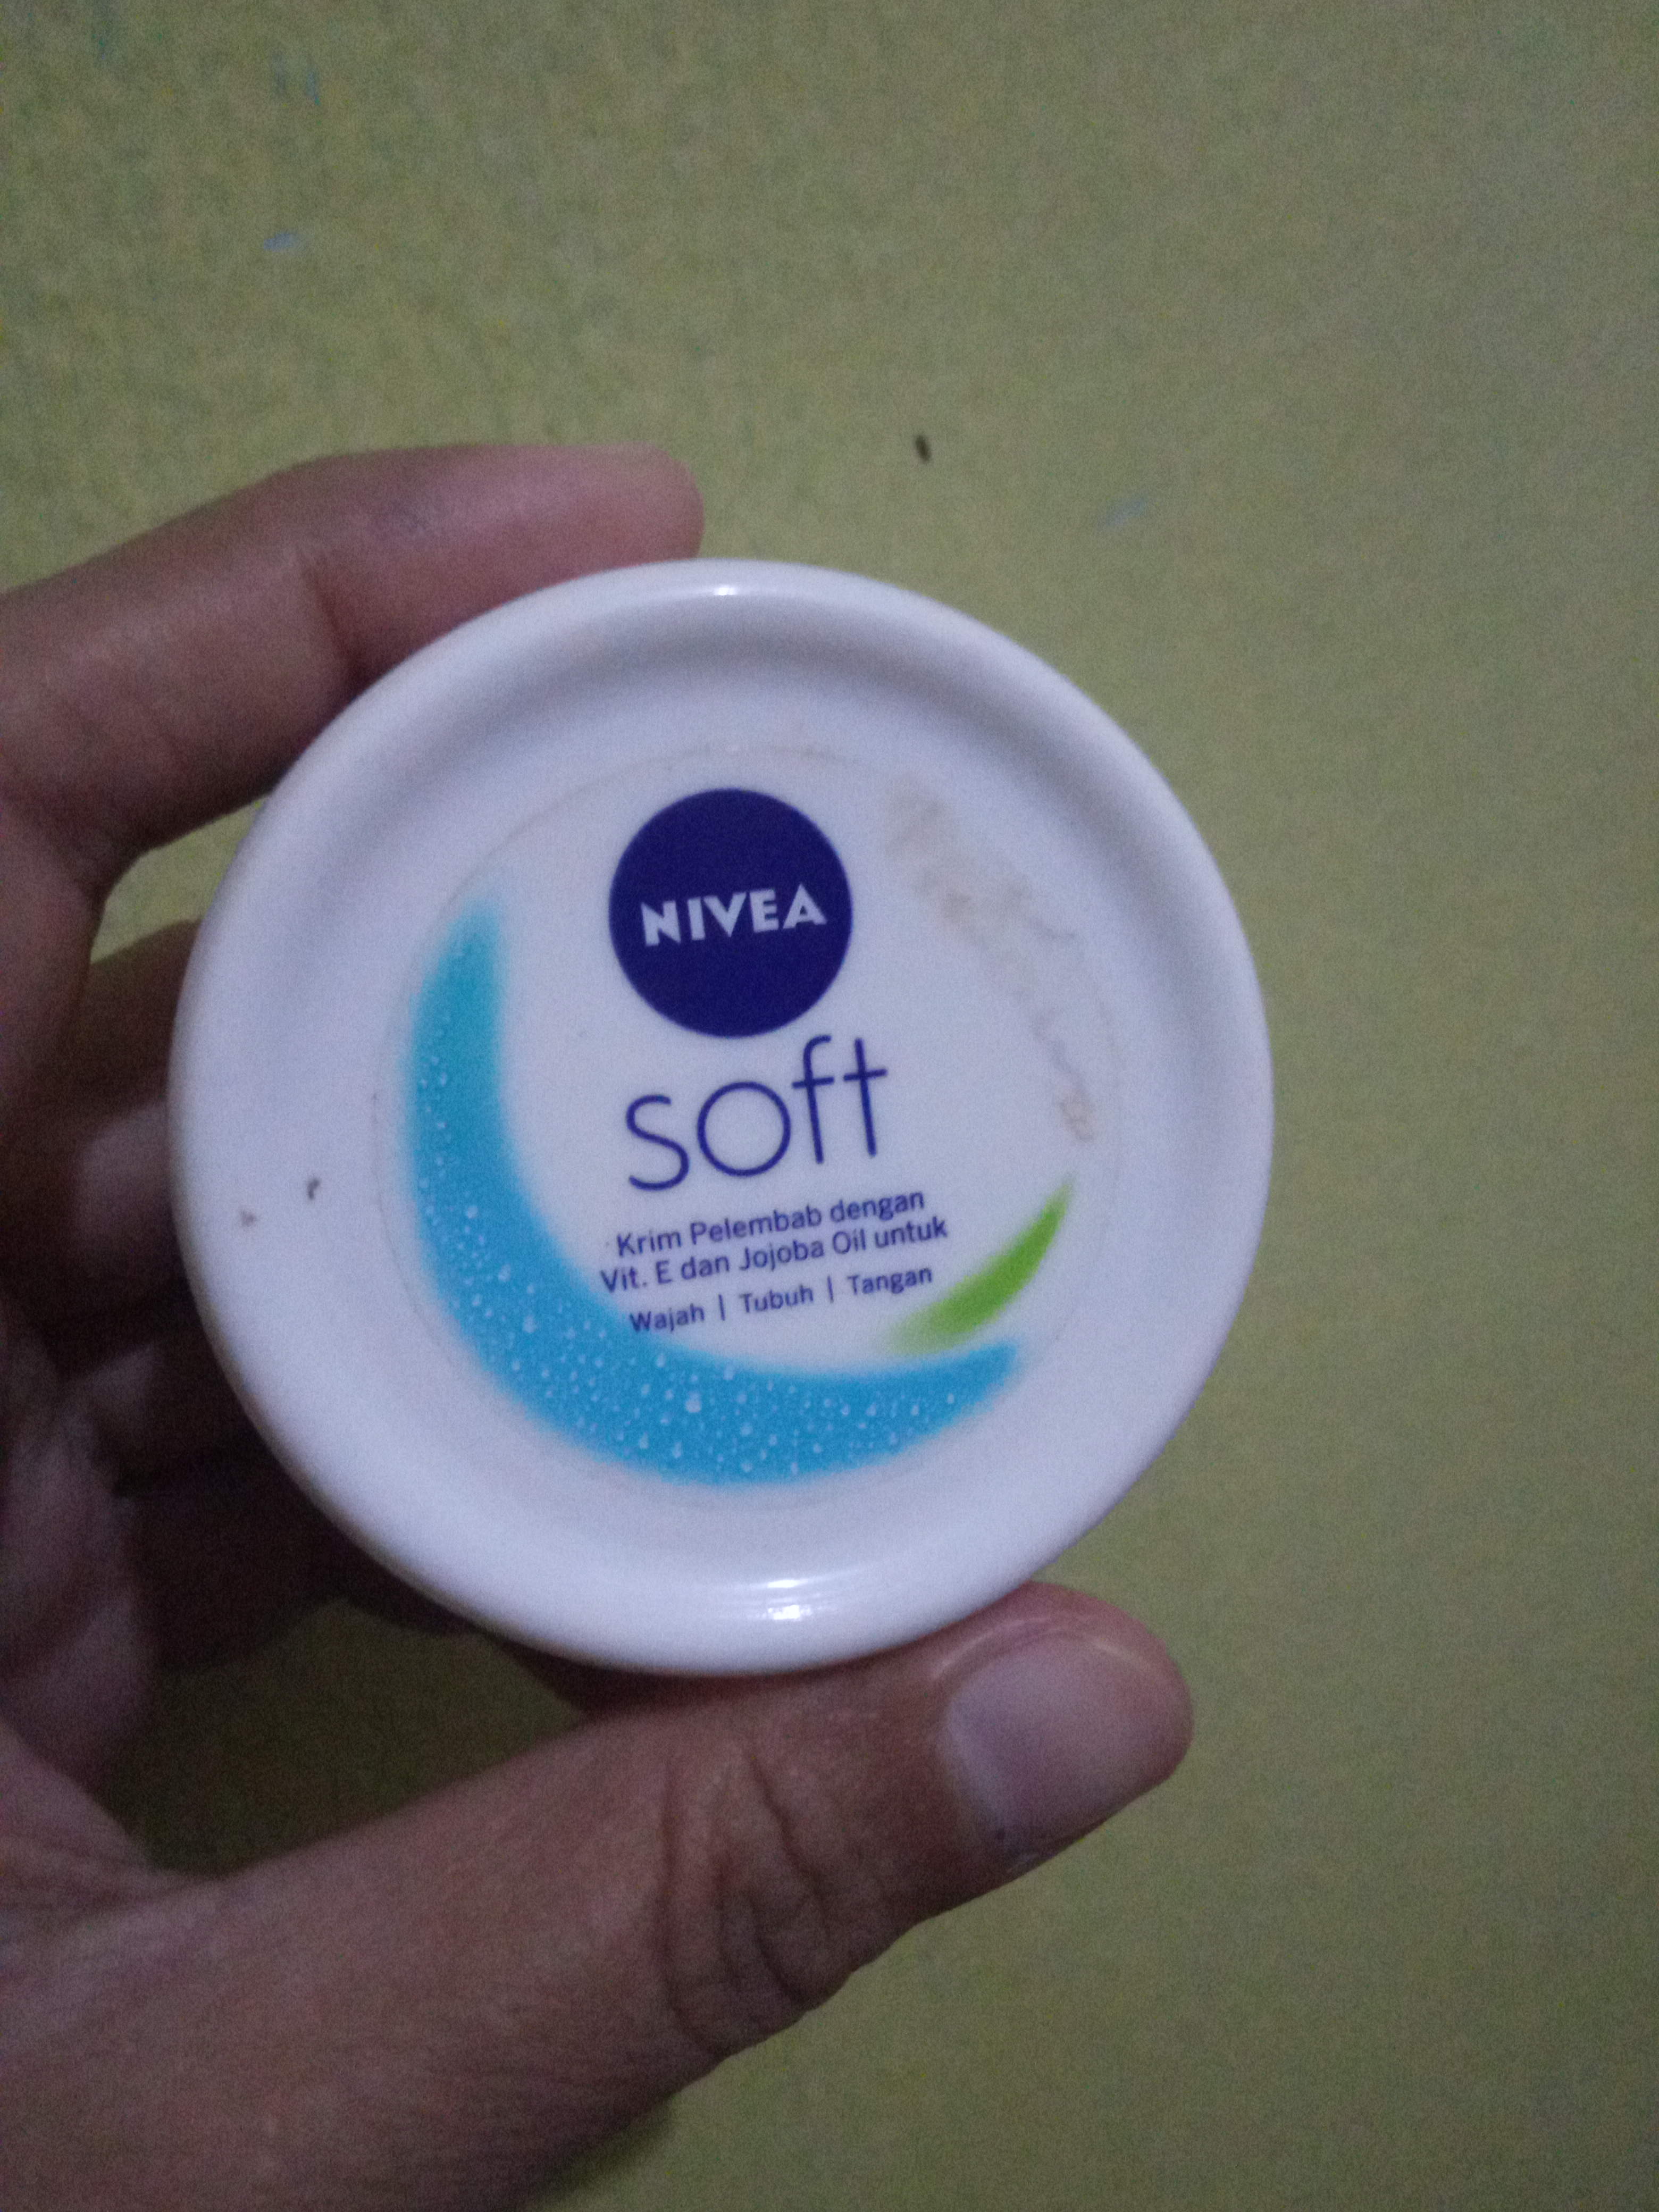 NIVEA
soft
Krim Pelembab dengan
Vit. E dan Jojoba Oil untuk
Wajah | Tubuh | Tangan